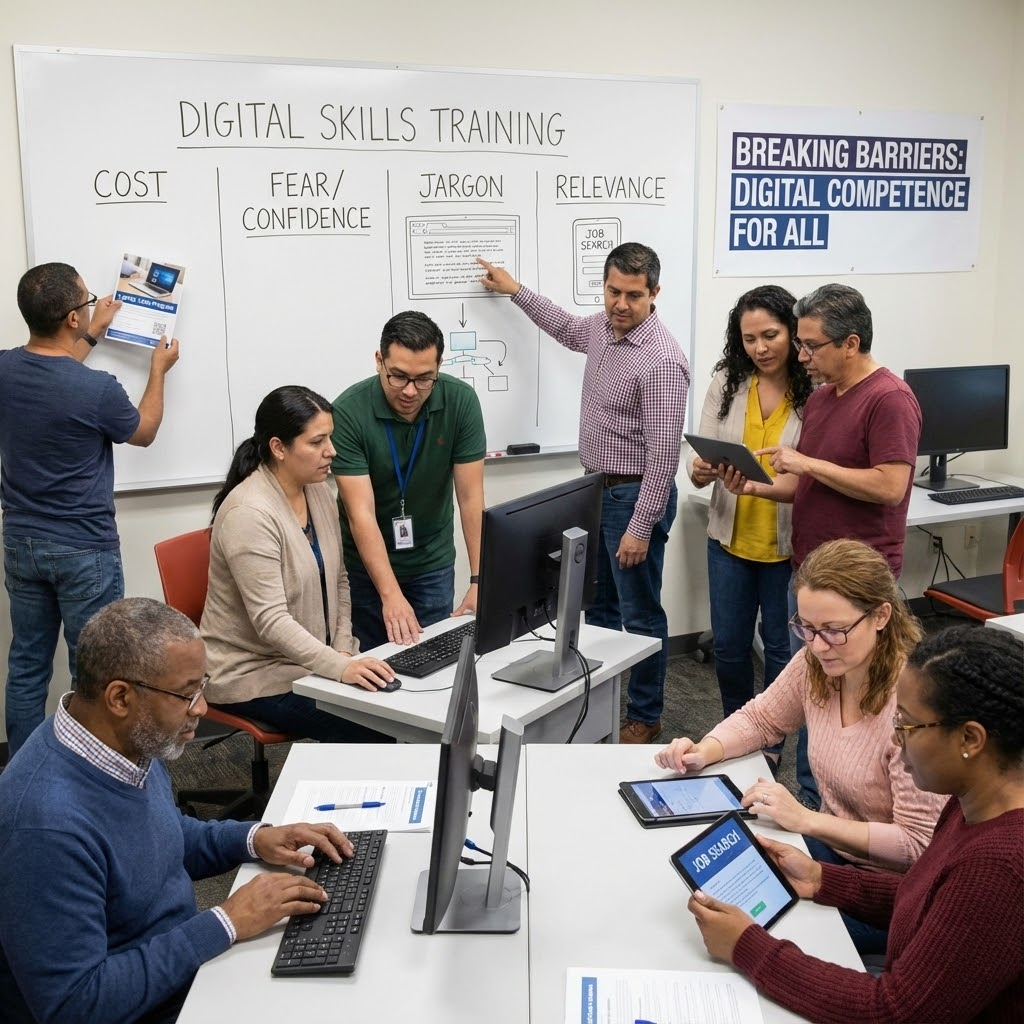 DIGITAL SKILLS TRAINING
COST
FEAR/
CONFIDENCE
JARGON
RELEVANCE
JOB
SEARCH
BREAKING BARRIERS:
DIGITAL COMPETENCE
FOR ALL
JOB SEARCH